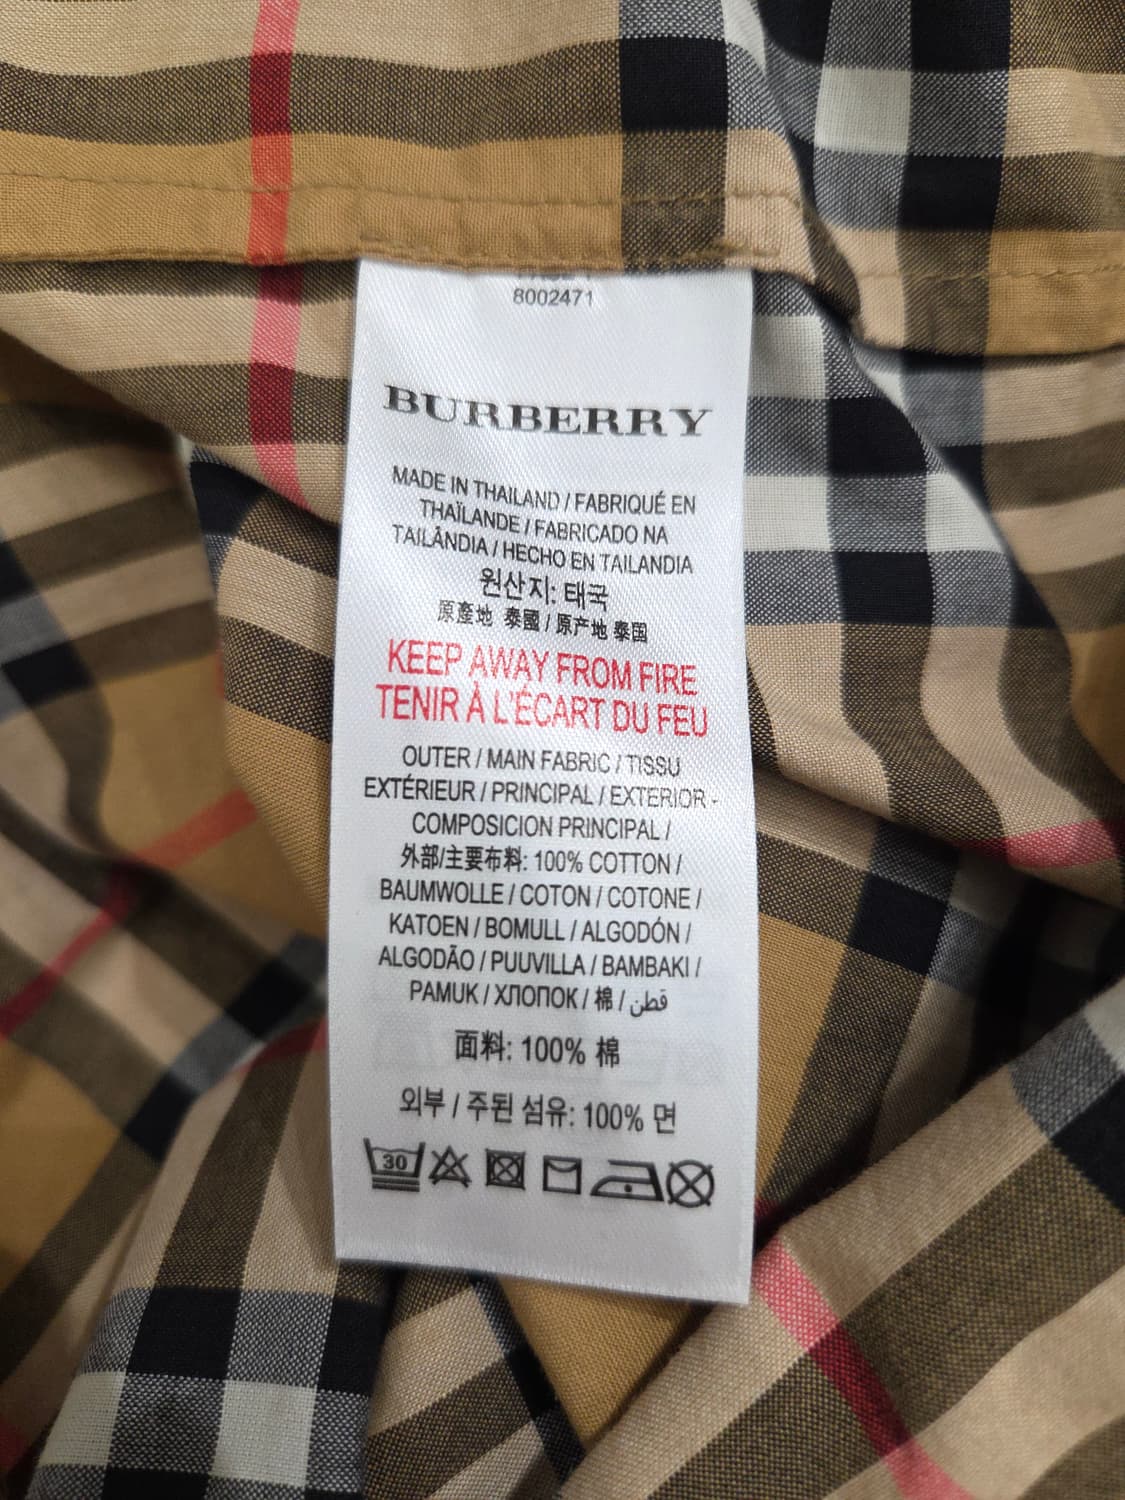 8002471
BURBERRY
MADE IN THAILAND / FABRIQUÉ EN
THAÏLANDE / FABRICADO NA
TAILÂNDIA / HECHO EN TAILANDIA
원산지: 태국
原產地 泰國 / 原产地 泰国
KEEP AWAY FROM FIRE
TENIR À L'ÉCART DU FEU
OUTER / MAIN FABRIC / TISSU
EXTÉRIEUR / PRINCIPAL / EXTERIOR -
COMPOSICION PRINCIPAL /
外部/主要布料: 100% COTTON /
BAUMWOLLE / COTON / COTONE /
KATOEN / BOMULL / ALGODÓN /
ALGODÃO / PUUVILLA / BAMBAKI /
PAMUK / ХЛОПОК / 棉 / قطن
面料: 100% 棉
외부 / 주된 섬유: 100% 면
30